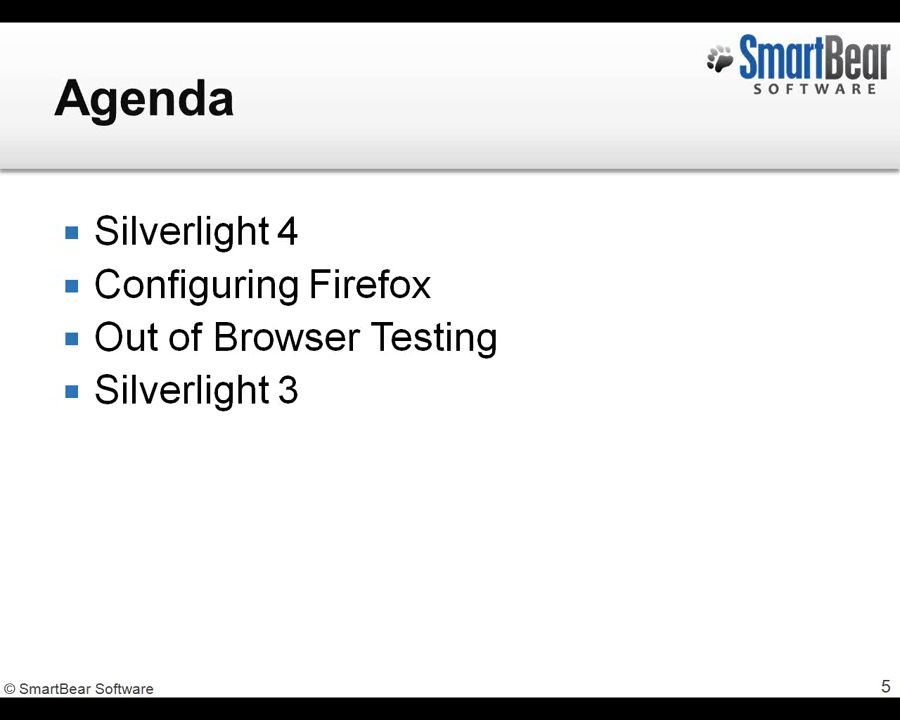 SmartBear
SOFTWARE
Agenda
Silverlight 4
Configuring Firefox
Out of Browser Testing
Silverlight 3
© SmartBear Software
5